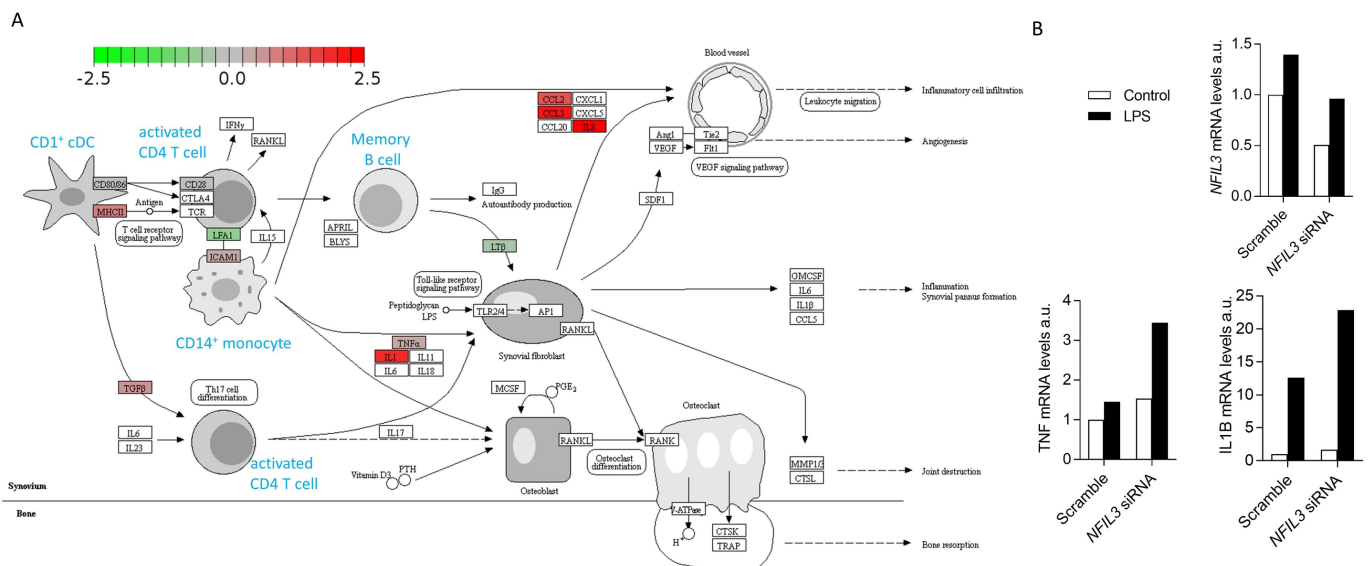 A
-2.5
0.0
2.5
CD1⁺ cDC
activated
CD4 T cell
IFNγ
RANKL
CD80/86
CD28
CTLA4
MHCII
Antigen
TCR
T cell receptor
signaling pathway
LFA1
ICAM1
IL15
CD14⁺ monocyte
Memory
B cell
APRIL
BLYS
IgG
Autoantibody production
LTβ
CCL2
CXCL1
CCL3
CXCL5
CCL20
IL8
Blood vessel
Leukocyte migration
Inflammatory cell infiltration
Ang1
Tie2
VEGF
Flt1
Angiogenesis
VEGF signaling pathway
SDF1
Toll-like receptor
signaling pathway
Peptidoglycan
LPS
TLR2/4
AP1
RANKL
Synovial fibroblast
GMCSF
IL6
IL1β
CCL5
Inflammation
Synovial pannus formation
TNFα
IL1
IL11
IL6
IL18
TGFβ
Th17 cell
differentiation
IL6
IL23
activated
CD4 T cell
IL17
MCSF
PGE2
RANKL
Osteoblast
Vitamin D3
PTH
Osteoclast
RANK
Osteoclast
differentiation
MMP1/3
CTSL
Joint destruction
Synovium
Bone
V-ATPase
H⁺
CTSK
TRAP
Bone resorption
B
Control
LPS
NFIL3 mRNA levels a.u.
1.5
1.0
0.5
0.0
Scramble
NFIL3 siRNA
TNF mRNA levels a.u.
4
3
2
1
0
Scramble
NFIL3 siRNA
IL1B mRNA levels a.u.
25
20
15
10
5
0
Scramble
NFIL3 siRNA